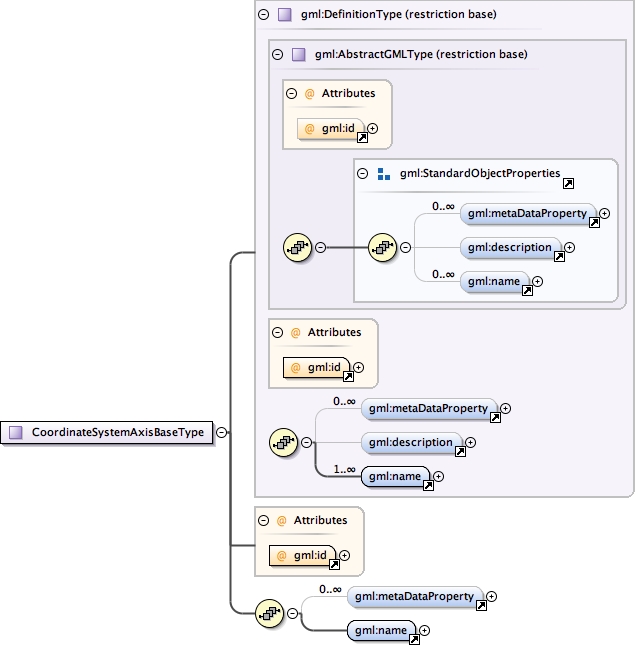 gml:DefinitionType (restriction base)
gml:AbstractGMLType (restriction base)
@ Attributes
@ gml:id
gml:StandardObjectProperties
0..∞
gml:metaDataProperty
gml:description
0..∞
gml:name
@ Attributes
@ gml:id
0..∞
gml:metaDataProperty
gml:description
1..∞
gml:name
CoordinateSystemAxisBaseType
@ Attributes
@ gml:id
0..∞
gml:metaDataProperty
gml:name